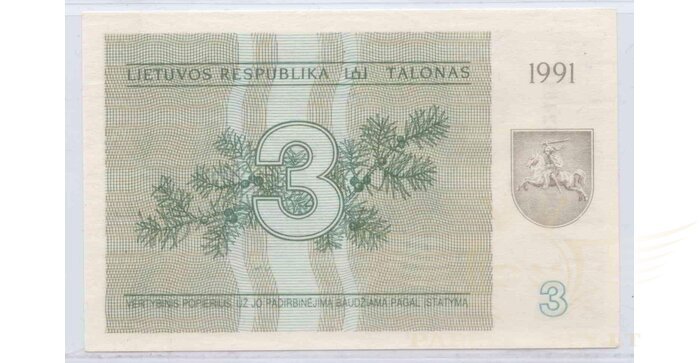 LIETUVOS RESPUBLIKA TALONAS 1991
3
VERTYBINIS POPIERIUS. UŽ JO PADIRBINĖJIMĄ BAUDŽIAMA PAGAL ĮSTATYMĄ
3